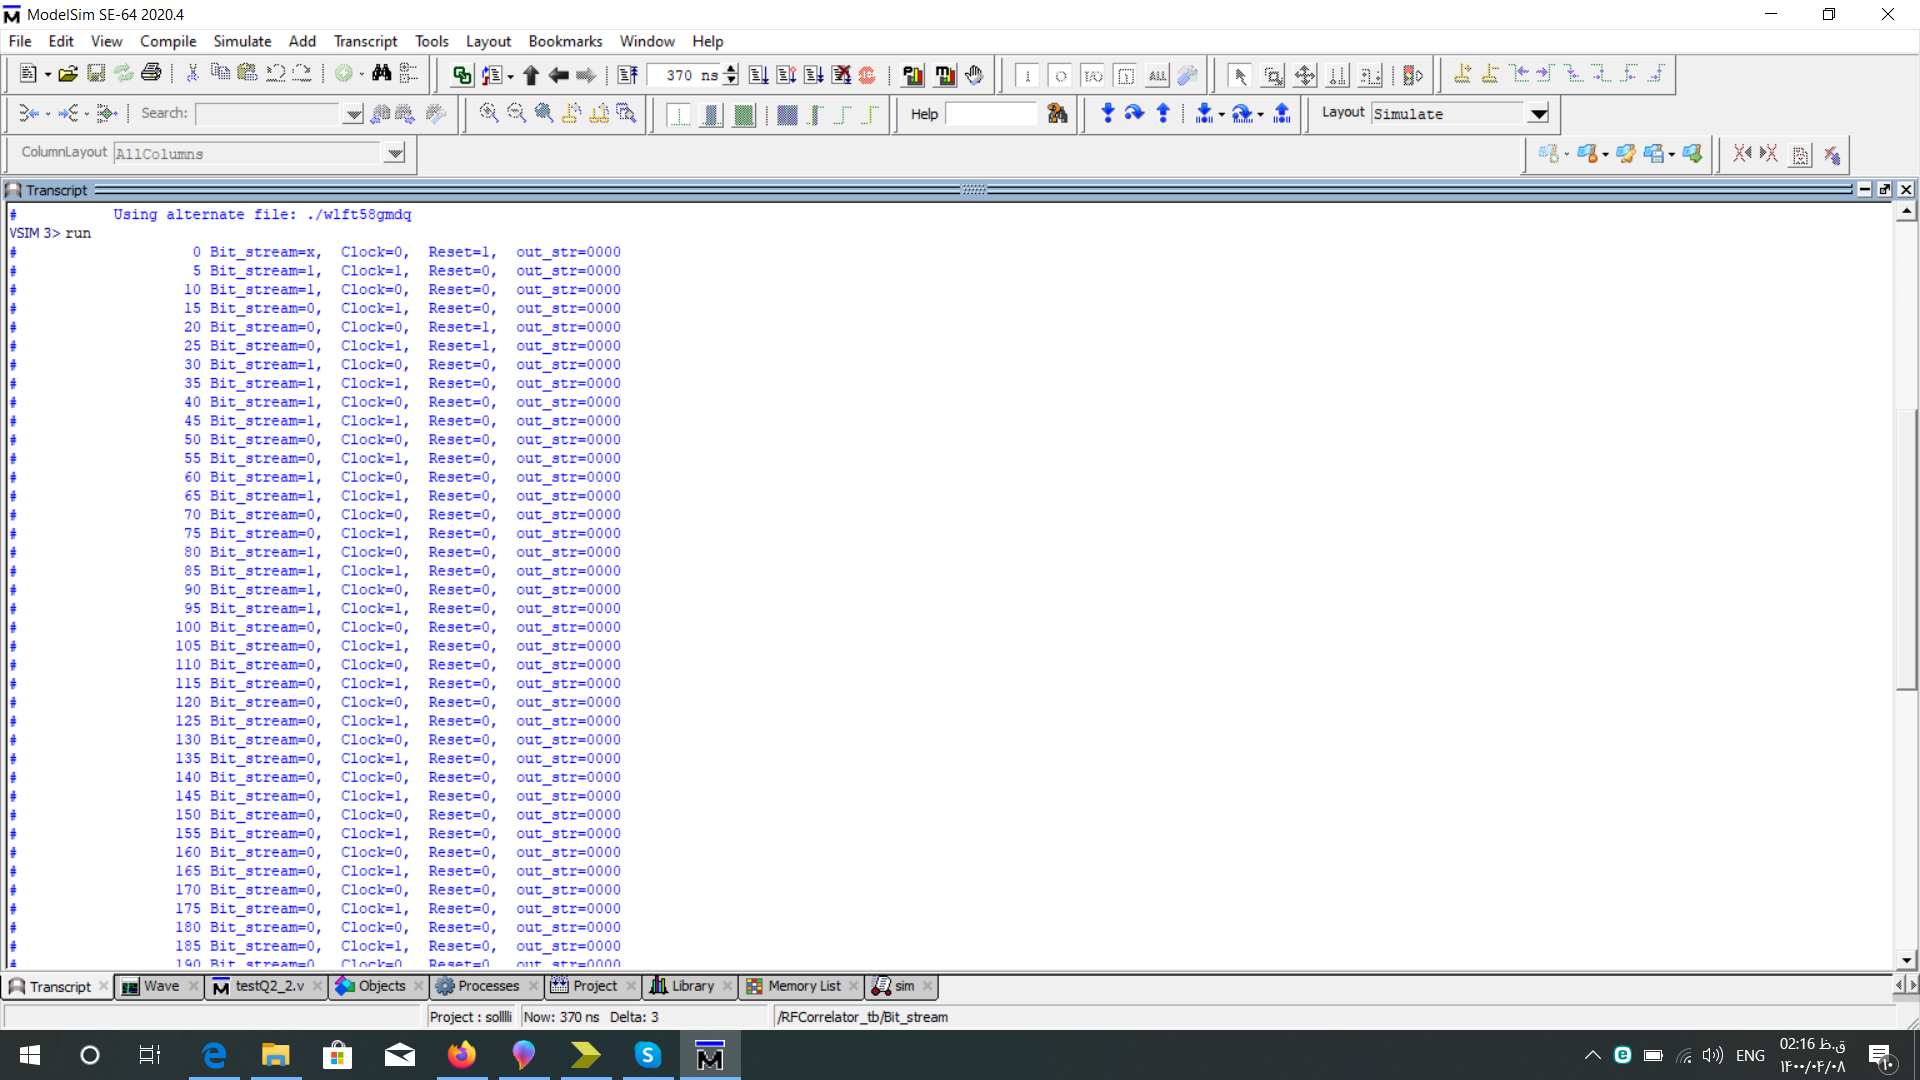 ModelSim SE-64 2020.4
File Edit View Compile Simulate Add Transcript Tools Layout Bookmarks Window Help
370 ns
Search:
Help
Layout Simulate
ColumnLayout AllColumns
Transcript
# Using alternate file: ./wlft58gmdq
VSIM 3> run
# 0 Bit_stream=x, Clock=0, Reset=1, out_str=0000
# 5 Bit_stream=1, Clock=1, Reset=0, out_str=0000
# 10 Bit_stream=1, Clock=0, Reset=0, out_str=0000
# 15 Bit_stream=0, Clock=1, Reset=0, out_str=0000
# 20 Bit_stream=0, Clock=0, Reset=1, out_str=0000
# 25 Bit_stream=0, Clock=1, Reset=1, out_str=0000
# 30 Bit_stream=1, Clock=0, Reset=0, out_str=0000
# 35 Bit_stream=1, Clock=1, Reset=0, out_str=0000
# 40 Bit_stream=1, Clock=0, Reset=0, out_str=0000
# 45 Bit_stream=1, Clock=1, Reset=0, out_str=0000
# 50 Bit_stream=0, Clock=0, Reset=0, out_str=0000
# 55 Bit_stream=0, Clock=1, Reset=0, out_str=0000
# 60 Bit_stream=1, Clock=0, Reset=0, out_str=0000
# 65 Bit_stream=1, Clock=1, Reset=0, out_str=0000
# 70 Bit_stream=0, Clock=0, Reset=0, out_str=0000
# 75 Bit_stream=0, Clock=1, Reset=0, out_str=0000
# 80 Bit_stream=1, Clock=0, Reset=0, out_str=0000
# 85 Bit_stream=1, Clock=1, Reset=0, out_str=0000
# 90 Bit_stream=1, Clock=0, Reset=0, out_str=0000
# 95 Bit_stream=1, Clock=1, Reset=0, out_str=0000
# 100 Bit_stream=0, Clock=0, Reset=0, out_str=0000
# 105 Bit_stream=0, Clock=1, Reset=0, out_str=0000
# 110 Bit_stream=0, Clock=0, Reset=0, out_str=0000
# 115 Bit_stream=0, Clock=1, Reset=0, out_str=0000
# 120 Bit_stream=0, Clock=0, Reset=0, out_str=0000
# 125 Bit_stream=0, Clock=1, Reset=0, out_str=0000
# 130 Bit_stream=0, Clock=0, Reset=0, out_str=0000
# 135 Bit_stream=0, Clock=1, Reset=0, out_str=0000
# 140 Bit_stream=0, Clock=0, Reset=0, out_str=0000
# 145 Bit_stream=0, Clock=1, Reset=0, out_str=0000
# 150 Bit_stream=0, Clock=0, Reset=0, out_str=0000
# 155 Bit_stream=0, Clock=1, Reset=0, out_str=0000
# 160 Bit_stream=0, Clock=0, Reset=0, out_str=0000
# 165 Bit_stream=0, Clock=1, Reset=0, out_str=0000
# 170 Bit_stream=0, Clock=0, Reset=0, out_str=0000
# 175 Bit_stream=0, Clock=1, Reset=0, out_str=0000
# 180 Bit_stream=0, Clock=0, Reset=0, out_str=0000
# 185 Bit_stream=0, Clock=1, Reset=0, out_str=0000
# 190 Bit_stream=0, Clock=0, Reset=0, out_str=0000
Transcript Wave testQ2_2.v Objects Processes Project Library Memory List sim
Project : solllli Now: 370 ns Delta: 3 /RFCorrelator_tb/Bit_stream
ENG 02:16 ق.ظ
۱۴۰۰/۰۴/۰۸